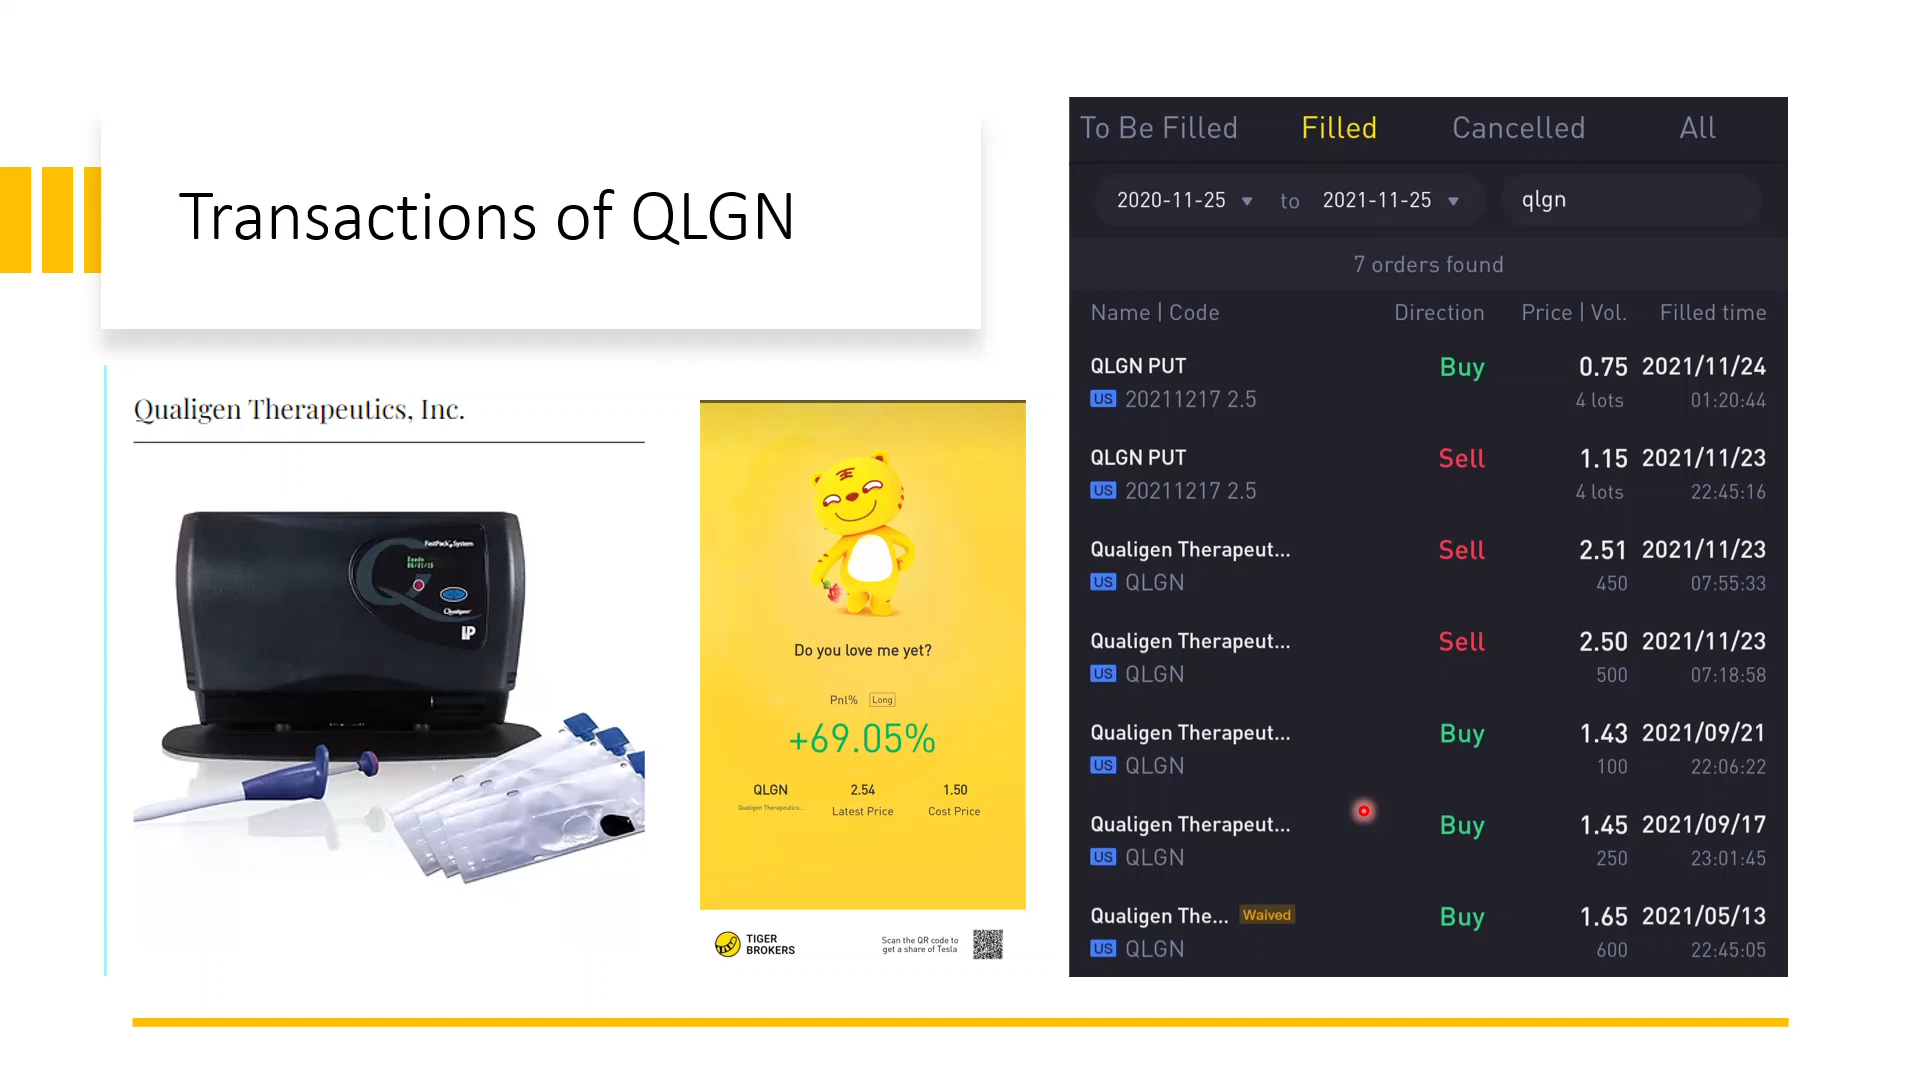 Transactions of QLGN
Qualigen Therapeutics, Inc.
FastPack System
Qualigen
IP
Do you love me yet?
Pnl% Long
+69.05%
QLGN 2.54 1.50
Qualigen Therapeutics... Latest Price Cost Price
TIGER
BROKERS
Scan the QR code to
get a share of Tesla
To Be Filled Filled Cancelled All
2020-11-25 to 2021-11-25 qlgn
7 orders found
Name | Code Direction Price | Vol. Filled time
QLGN PUT Buy 0.75 2021/11/24
US 20211217 2.5 4 lots 01:20:44
QLGN PUT Sell 1.15 2021/11/23
US 20211217 2.5 4 lots 22:45:16
Qualigen Therapeut... Sell 2.51 2021/11/23
US QLGN 450 07:55:33
Qualigen Therapeut... Sell 2.50 2021/11/23
US QLGN 500 07:18:58
Qualigen Therapeut... Buy 1.43 2021/09/21
US QLGN 100 22:06:22
Qualigen Therapeut... Buy 1.45 2021/09/17
US QLGN 250 23:01:45
Qualigen The... Waived Buy 1.65 2021/05/13
US QLGN 600 22:45:05